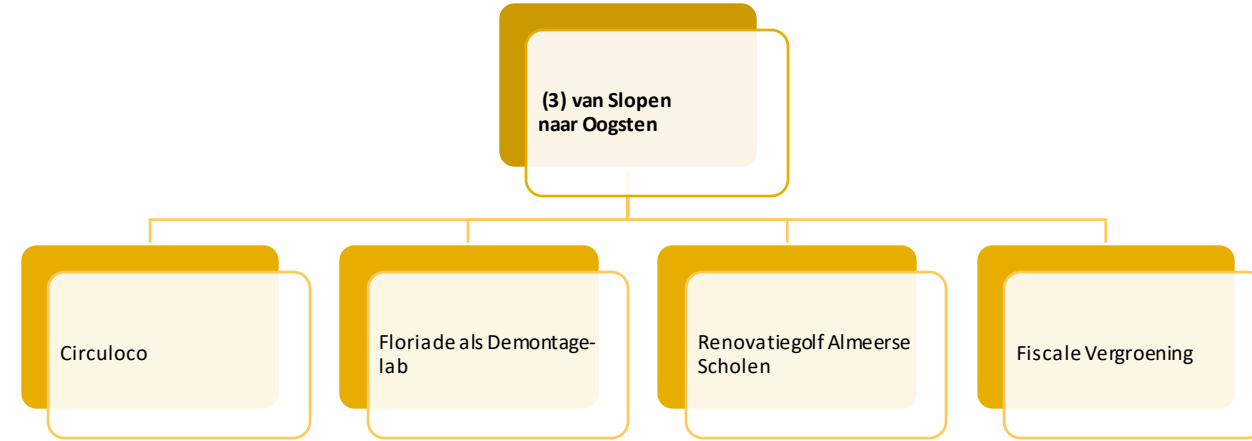 (3) van Slopen
naar Oogsten
Circuloco
Floriade als Demontage-
lab
Renovatiegolf Almeerse
Scholen
Fiscale Vergroening